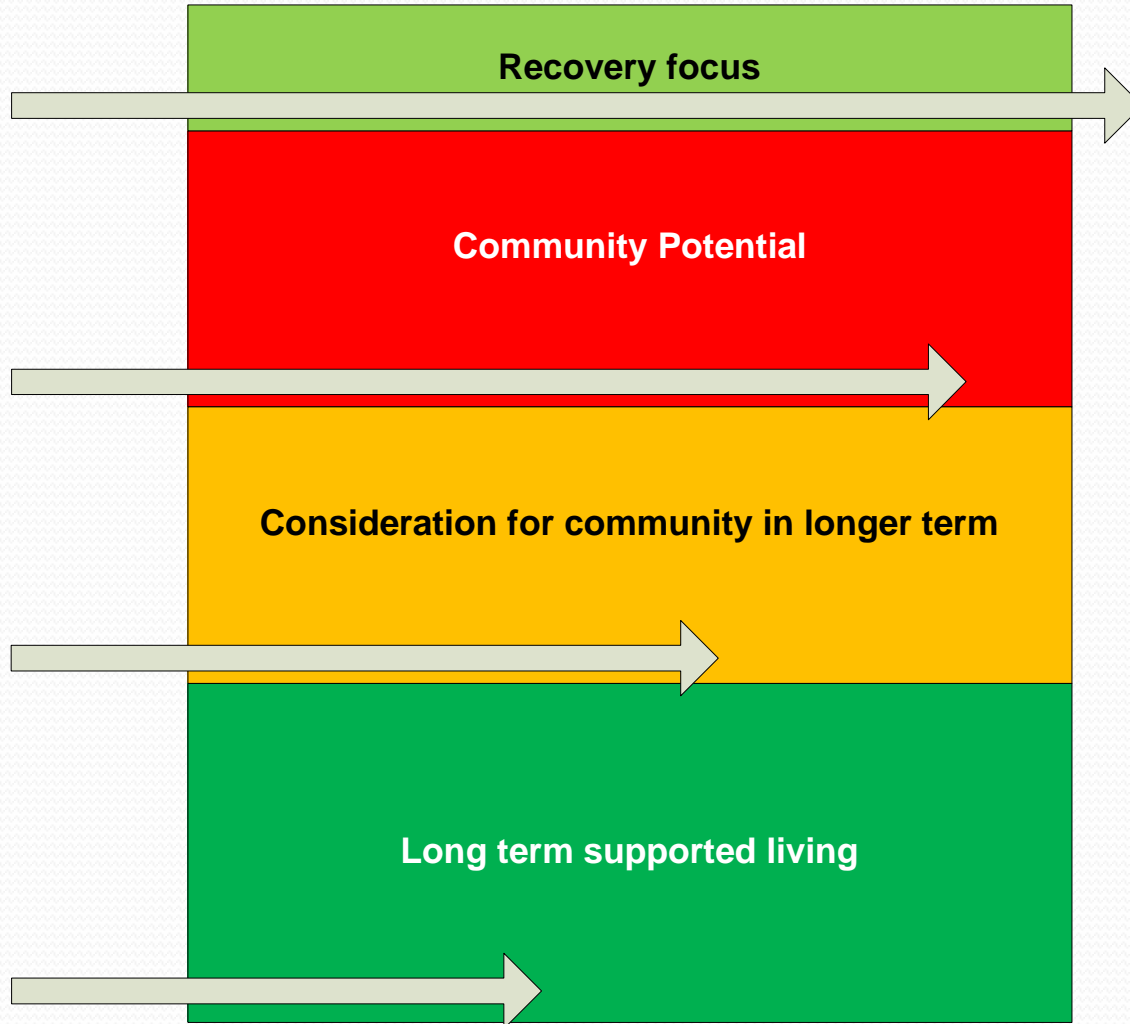 Recovery focus
Community Potential
Consideration for community in longer term
Long term supported living